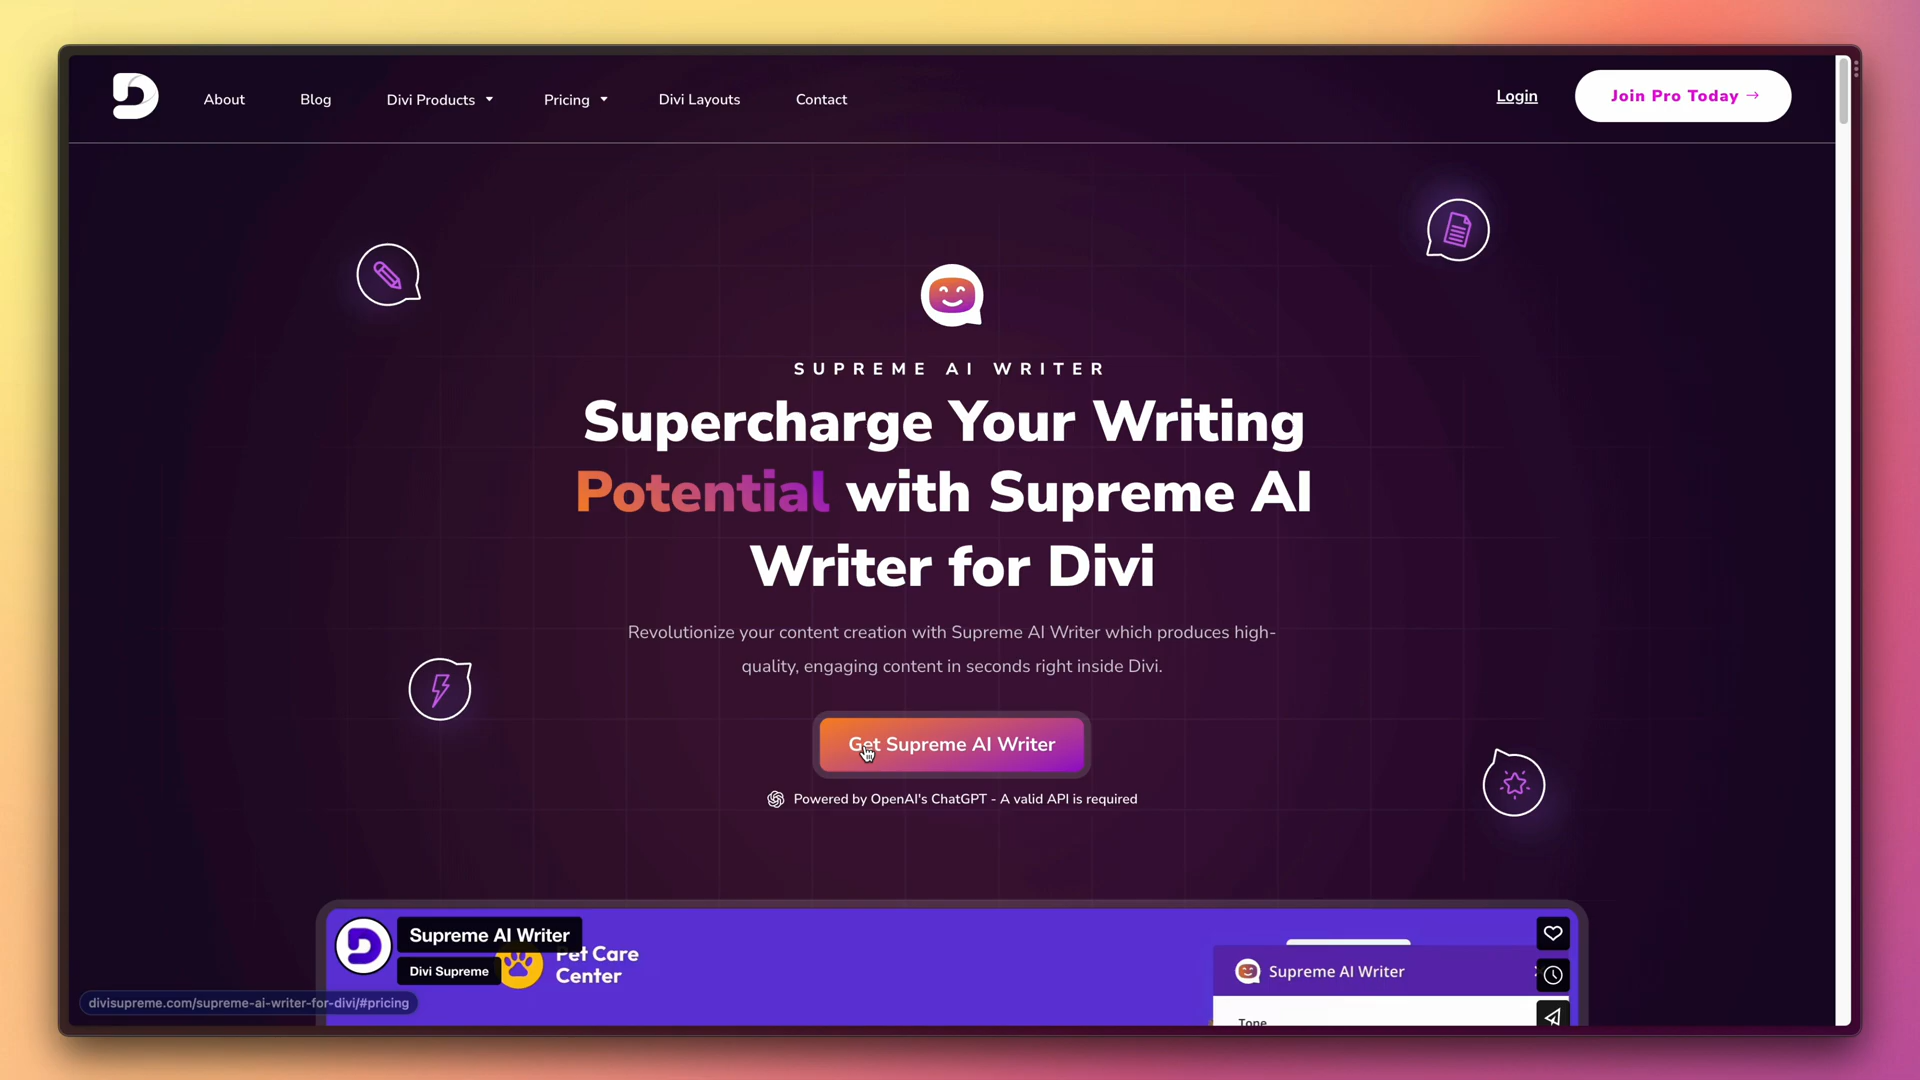 About
Blog
Divi Products
Pricing
Divi Layouts
Contact
Login
Join Pro Today →
SUPREME AI WRITER
Supercharge Your Writing
Potential with Supreme AI
Writer for Divi
Revolutionize your content creation with Supreme AI Writer which produces high-
quality, engaging content in seconds right inside Divi.
Get Supreme AI Writer
Powered by OpenAI's ChatGPT - A valid API is required
Supreme AI Writer
Divi Supreme
Pet Care
Center
Supreme AI Writer
Tone
divisupreme.com/supreme-ai-writer-for-divi/#pricing